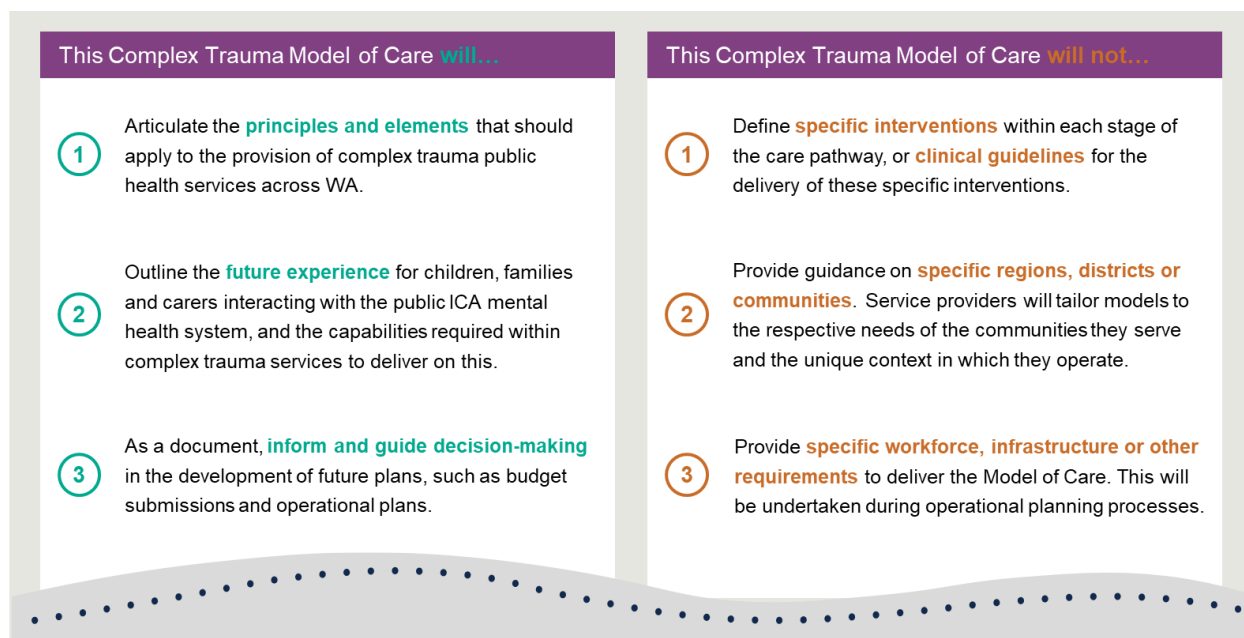 This Complex Trauma Model of Care will...
1
Articulate the principles and elements that should
apply to the provision of complex trauma public
health services across WA.
2
Outline the future experience for children, families
and carers interacting with the public ICA mental
health system, and the capabilities required within
complex trauma services to deliver on this.
3
As a document, inform and guide decision-making
in the development of future plans, such as budget
submissions and operational plans.
This Complex Trauma Model of Care will not...
1
Define specific interventions within each stage of
the care pathway, or clinical guidelines for the
delivery of these specific interventions.
2
Provide guidance on specific regions, districts or
communities. Service providers will tailor models to
the respective needs of the communities they serve
and the unique context in which they operate.
3
Provide specific workforce, infrastructure or other
requirements to deliver the Model of Care. This will
be undertaken during operational planning processes.